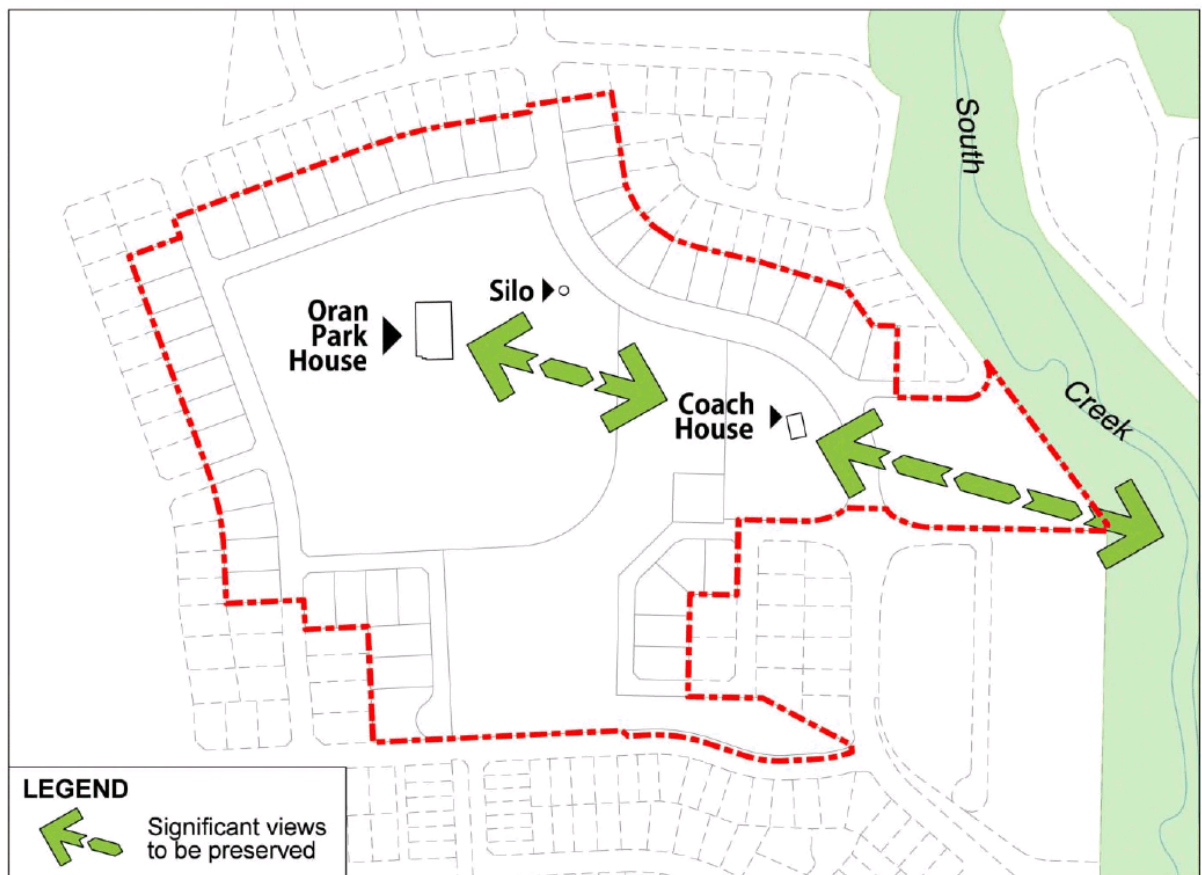 South
Creek
Silo
Oran
Park
House
Coach
House
LEGEND
Significant views
to be preserved